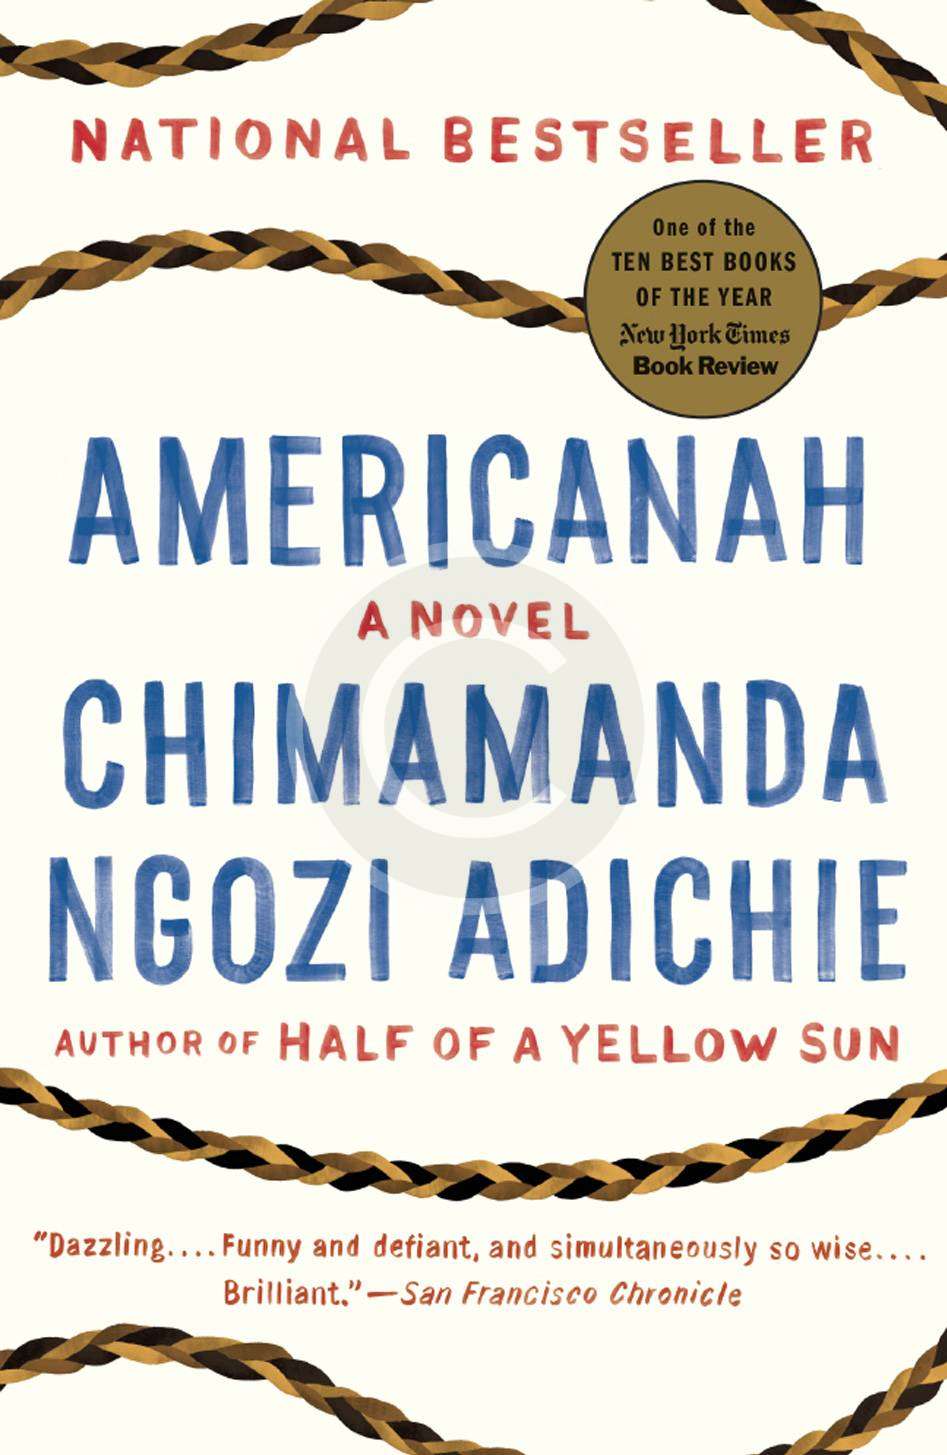 NATIONAL BESTSELLER
One of the
TEN BEST BOOKS
OF THE YEAR
New York Times
Book Review
AMERICANAH
A NOVEL
CHIMAMANDA
NGOZI ADICHIE
AUTHOR OF HALF OF A YELLOW SUN
"Dazzling.... Funny and defiant, and simultaneously so wise....
Brilliant."—San Francisco Chronicle